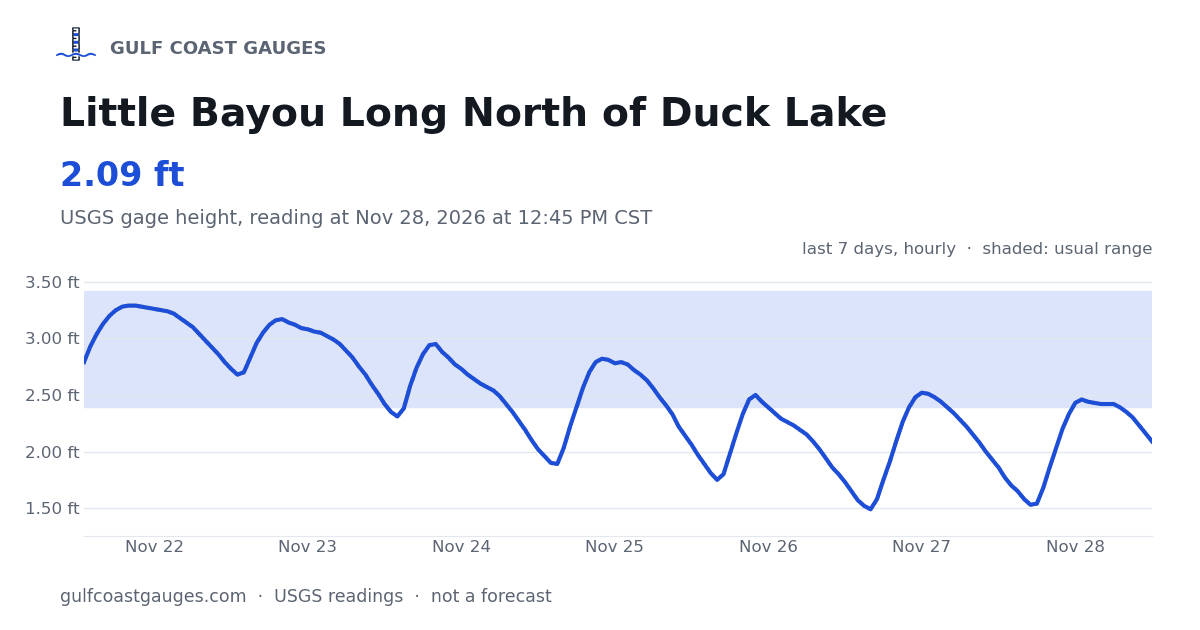 GULF COAST GAUGES
Little Bayou Long North of Duck Lake
2.09 ft
USGS gage height, reading at Nov 28, 2026 at 12:45 PM CST
last 7 days, hourly · shaded: usual range
3.50 ft
3.00 ft
2.50 ft
2.00 ft
1.50 ft
Nov 22 Nov 23 Nov 24 Nov 25 Nov 26 Nov 27 Nov 28
gulfcoastgauges.com · USGS readings · not a forecast